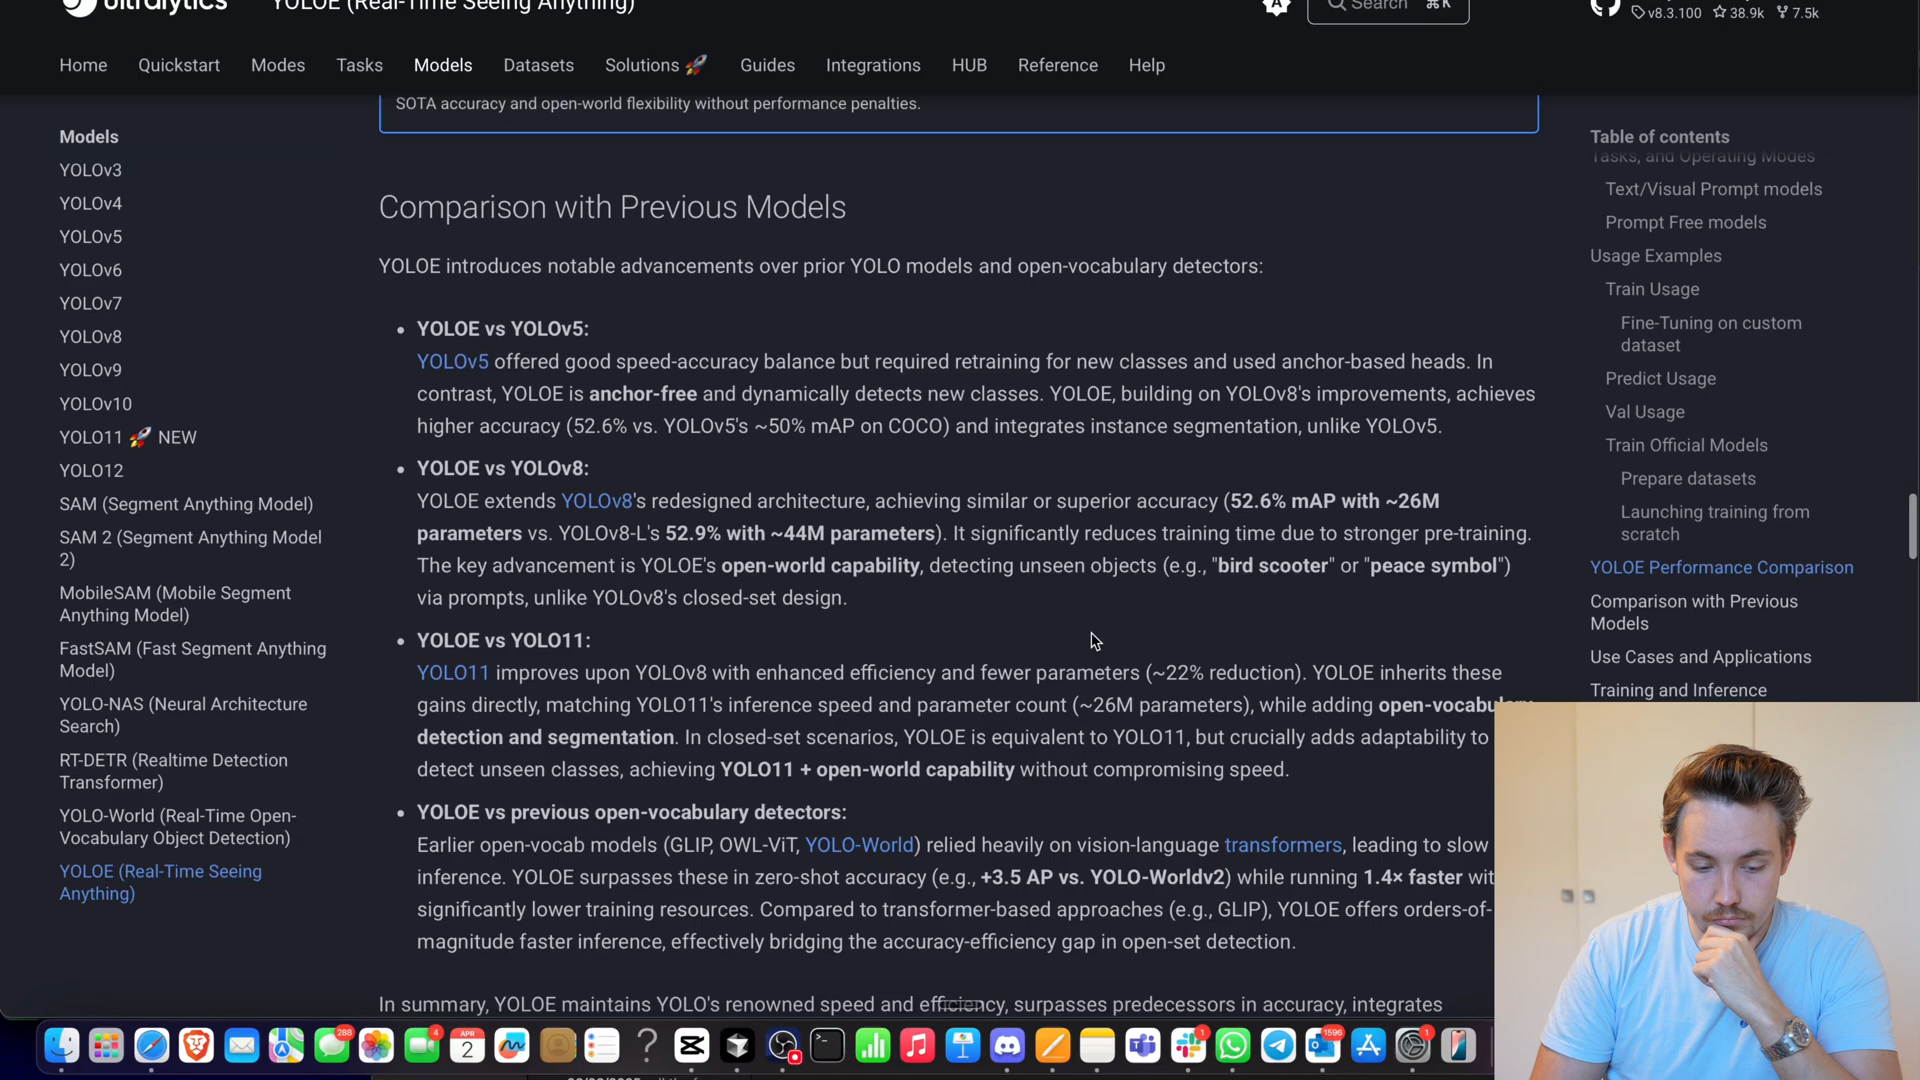 ultralytics
YOLOE (Real-Time Seeing Anything)
Search ⌘K
v8.3.100 38.9k 7.5k
Home Quickstart Modes Tasks Models Datasets Solutions 🚀 Guides Integrations HUB Reference Help
Models
YOLOv3
YOLOv4
YOLOv5
YOLOv6
YOLOv7
YOLOv8
YOLOv9
YOLOv10
YOLO11 🚀 NEW
YOLO12
SAM (Segment Anything Model)
SAM 2 (Segment Anything Model
2)
MobileSAM (Mobile Segment
Anything Model)
FastSAM (Fast Segment Anything
Model)
YOLO-NAS (Neural Architecture
Search)
RT-DETR (Realtime Detection
Transformer)
YOLO-World (Real-Time Open-
Vocabulary Object Detection)
YOLOE (Real-Time Seeing
Anything)
SOTA accuracy and open-world flexibility without performance penalties.
Comparison with Previous Models
YOLOE introduces notable advancements over prior YOLO models and open-vocabulary detectors:
• YOLOE vs YOLOv5:
YOLOv5 offered good speed-accuracy balance but required retraining for new classes and used anchor-based heads. In
contrast, YOLOE is anchor-free and dynamically detects new classes. YOLOE, building on YOLOv8's improvements, achieves
higher accuracy (52.6% vs. YOLOv5's ~50% mAP on COCO) and integrates instance segmentation, unlike YOLOv5.
• YOLOE vs YOLOv8:
YOLOE extends YOLOv8's redesigned architecture, achieving similar or superior accuracy (52.6% mAP with ~26M
parameters vs. YOLOv8-L's 52.9% with ~44M parameters). It significantly reduces training time due to stronger pre-training.
The key advancement is YOLOE's open-world capability, detecting unseen objects (e.g., "bird scooter" or "peace symbol")
via prompts, unlike YOLOv8's closed-set design.
• YOLOE vs YOLO11:
YOLO11 improves upon YOLOv8 with enhanced efficiency and fewer parameters (~22% reduction). YOLOE inherits these
gains directly, matching YOLO11's inference speed and parameter count (~26M parameters), while adding open-vocabulary
detection and segmentation. In closed-set scenarios, YOLOE is equivalent to YOLO11, but crucially adds adaptability to
detect unseen classes, achieving YOLO11 + open-world capability without compromising speed.
• YOLOE vs previous open-vocabulary detectors:
Earlier open-vocab models (GLIP, OWL-ViT, YOLO-World) relied heavily on vision-language transformers, leading to slow
inference. YOLOE surpasses these in zero-shot accuracy (e.g., +3.5 AP vs. YOLO-Worldv2) while running 1.4× faster wit
significantly lower training resources. Compared to transformer-based approaches (e.g., GLIP), YOLOE offers orders-of-
magnitude faster inference, effectively bridging the accuracy-efficiency gap in open-set detection.
In summary, YOLOE maintains YOLO's renowned speed and efficiency, surpasses predecessors in accuracy, integrates
Table of contents
Tasks, and Operating Modes
Text/Visual Prompt models
Prompt Free models
Usage Examples
Train Usage
Fine-Tuning on custom
dataset
Predict Usage
Val Usage
Train Official Models
Prepare datasets
Launching training from
scratch
YOLOE Performance Comparison
Comparison with Previous
Models
Use Cases and Applications
Training and Inference
288 4 APR 2 1 1596 1